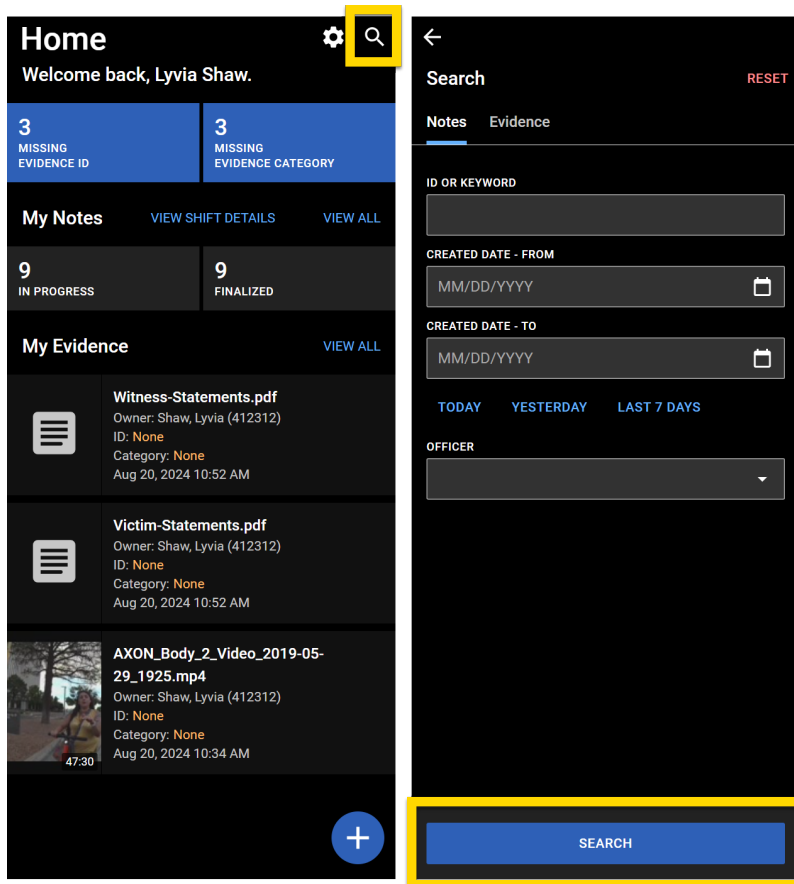 Home
Welcome back, Lyvia Shaw.
3
MISSING
EVIDENCE ID
3
MISSING
EVIDENCE CATEGORY
My Notes VIEW SHIFT DETAILS VIEW ALL
9
IN PROGRESS
9
FINALIZED
My Evidence VIEW ALL
Witness-Statements.pdf
Owner: Shaw, Lyvia (412312)
ID: None
Category: None
Aug 20, 2024 10:52 AM
Victim-Statements.pdf
Owner: Shaw, Lyvia (412312)
ID: None
Category: None
Aug 20, 2024 10:52 AM
AXON_Body_2_Video_2019-05-
29_1925.mp4
Owner: Shaw, Lyvia (412312)
ID: None
Category: None
Aug 20, 2024 10:34 AM
47:30
Search RESET
Notes Evidence
ID OR KEYWORD
CREATED DATE - FROM
MM/DD/YYYY
CREATED DATE - TO
MM/DD/YYYY
TODAY YESTERDAY LAST 7 DAYS
OFFICER
SEARCH